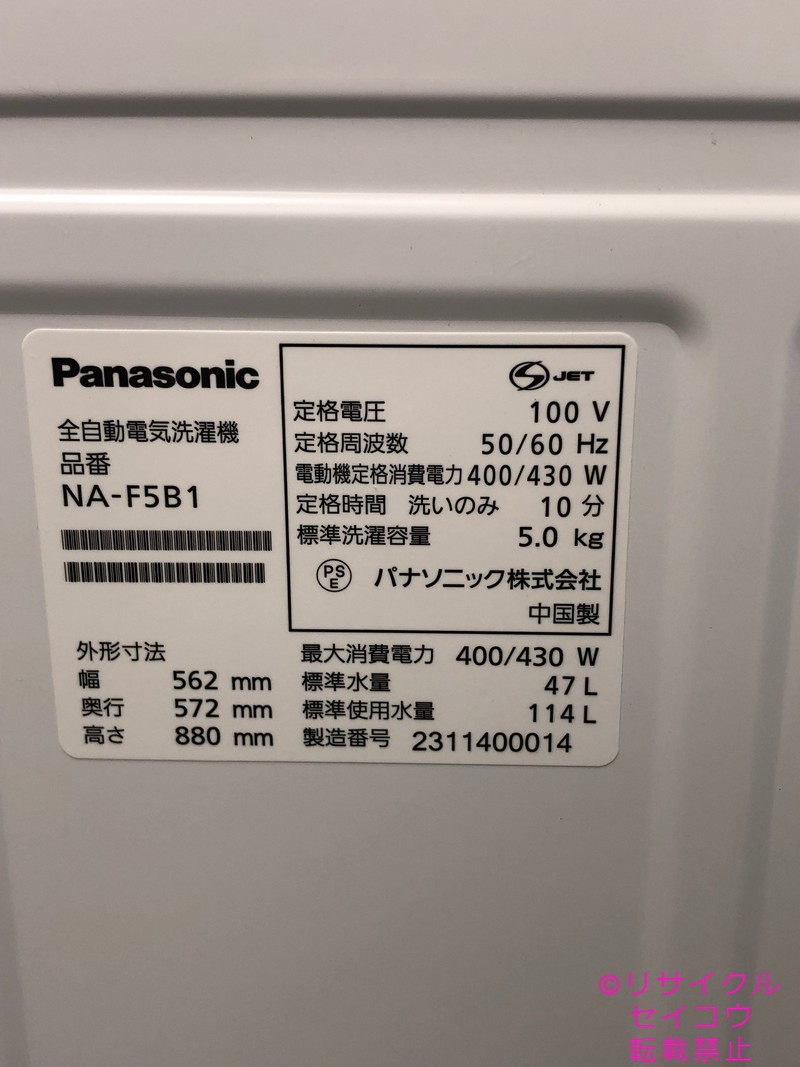 Panasonic
全自動電気洗濯機
品番
NA-F5B1
JET
定格電圧 100 V
定格周波数 50/60 Hz
電動機定格消費電力 400/430 W
定格時間 洗いのみ 10 分
標準洗濯容量 5.0 kg
PSE パナソニック株式会社
中国製
外形寸法
幅 562 mm
奥行 572 mm
高さ 880 mm
最大消費電力 400/430 W
標準水量 47 L
標準使用水量 114 L
製造番号 2311400014
©リサイクル
セイコウ
転載禁止